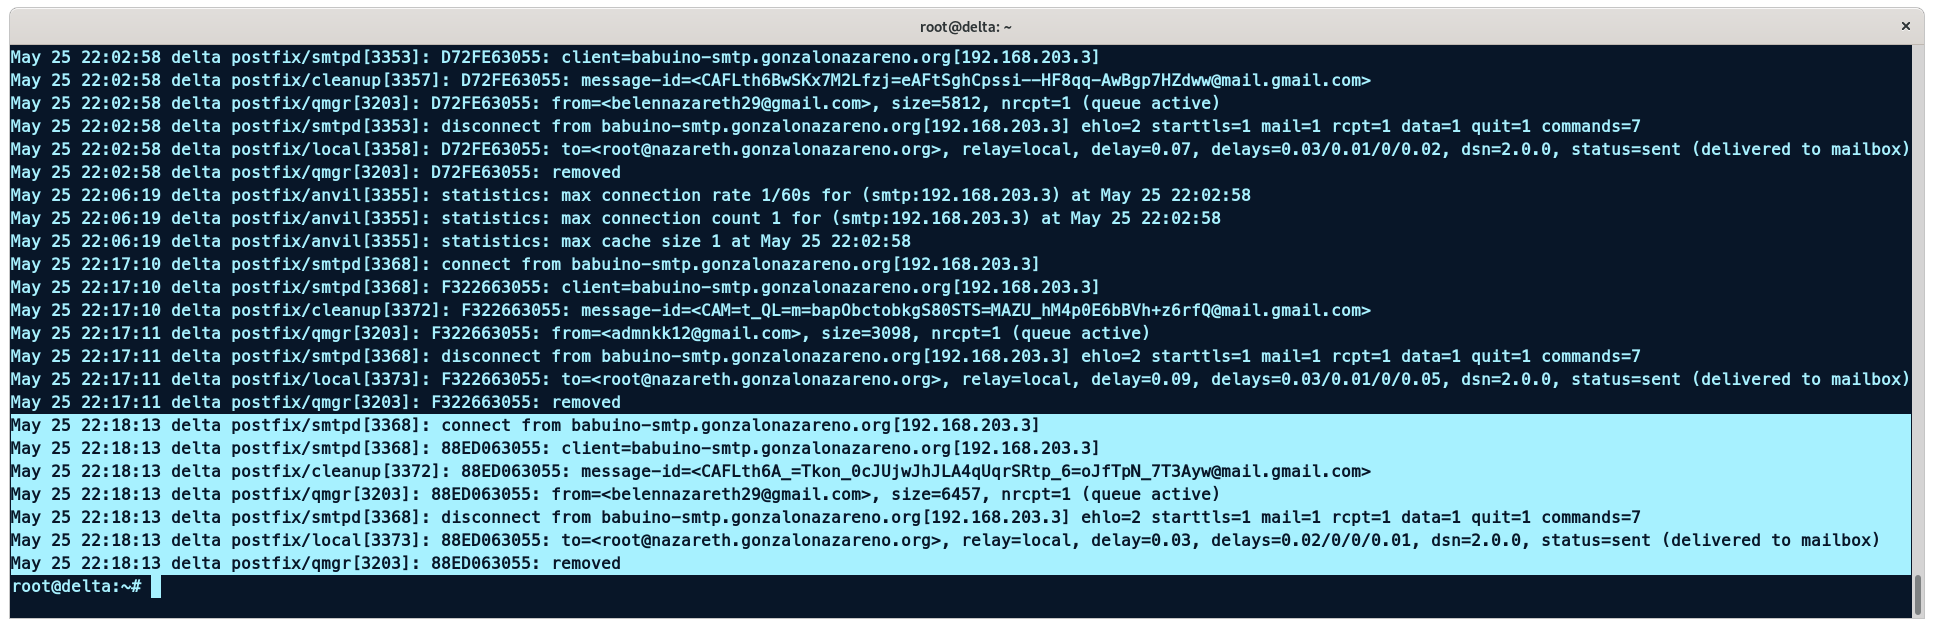 root@delta: ~
×
May 25 22:02:58 delta postfix/smtpd[3353]: D72FE63055: client=babuino-smtp.gonzalonazareno.org[192.168.203.3]
May 25 22:02:58 delta postfix/cleanup[3357]: D72FE63055: message-id=<CAFLth6BwSKx7M2Lfzj=eAFtSghCpssi--HF8qq-AwBgp7HZdww@mail.gmail.com>
May 25 22:02:58 delta postfix/qmgr[3203]: D72FE63055: from=<belennazareth29@gmail.com>, size=5812, nrcpt=1 (queue active)
May 25 22:02:58 delta postfix/smtpd[3353]: disconnect from babuino-smtp.gonzalonazareno.org[192.168.203.3] ehlo=2 starttls=1 mail=1 rcpt=1 data=1 quit=1 commands=7
May 25 22:02:58 delta postfix/local[3358]: D72FE63055: to=<root@nazareth.gonzalonazareno.org>, relay=local, delay=0.07, delays=0.03/0.01/0/0.02, dsn=2.0.0, status=sent (delivered to mailbox)
May 25 22:02:58 delta postfix/qmgr[3203]: D72FE63055: removed
May 25 22:06:19 delta postfix/anvil[3355]: statistics: max connection rate 1/60s for (smtp:192.168.203.3) at May 25 22:02:58
May 25 22:06:19 delta postfix/anvil[3355]: statistics: max connection count 1 for (smtp:192.168.203.3) at May 25 22:02:58
May 25 22:06:19 delta postfix/anvil[3355]: statistics: max cache size 1 at May 25 22:02:58
May 25 22:17:10 delta postfix/smtpd[3368]: connect from babuino-smtp.gonzalonazareno.org[192.168.203.3]
May 25 22:17:10 delta postfix/smtpd[3368]: F322663055: client=babuino-smtp.gonzalonazareno.org[192.168.203.3]
May 25 22:17:10 delta postfix/cleanup[3372]: F322663055: message-id=<CAM=t_QL=m=bapObctobkgS80STS=MAZU_hM4p0E6bBVh+z6rfQ@mail.gmail.com>
May 25 22:17:11 delta postfix/qmgr[3203]: F322663055: from=<admnkk12@gmail.com>, size=3098, nrcpt=1 (queue active)
May 25 22:17:11 delta postfix/smtpd[3368]: disconnect from babuino-smtp.gonzalonazareno.org[192.168.203.3] ehlo=2 starttls=1 mail=1 rcpt=1 data=1 quit=1 commands=7
May 25 22:17:11 delta postfix/local[3373]: F322663055: to=<root@nazareth.gonzalonazareno.org>, relay=local, delay=0.09, delays=0.03/0.01/0/0.05, dsn=2.0.0, status=sent (delivered to mailbox)
May 25 22:17:11 delta postfix/qmgr[3203]: F322663055: removed
May 25 22:18:13 delta postfix/smtpd[3368]: connect from babuino-smtp.gonzalonazareno.org[192.168.203.3]
May 25 22:18:13 delta postfix/smtpd[3368]: 88ED063055: client=babuino-smtp.gonzalonazareno.org[192.168.203.3]
May 25 22:18:13 delta postfix/cleanup[3372]: 88ED063055: message-id=<CAFLth6A_=Tkon_0cJUjwJhJLA4qUqrSRtp_6=oJfTpN_7T3Ayw@mail.gmail.com>
May 25 22:18:13 delta postfix/qmgr[3203]: 88ED063055: from=<belennazareth29@gmail.com>, size=6457, nrcpt=1 (queue active)
May 25 22:18:13 delta postfix/smtpd[3368]: disconnect from babuino-smtp.gonzalonazareno.org[192.168.203.3] ehlo=2 starttls=1 mail=1 rcpt=1 data=1 quit=1 commands=7
May 25 22:18:13 delta postfix/local[3373]: 88ED063055: to=<root@nazareth.gonzalonazareno.org>, relay=local, delay=0.03, delays=0.02/0/0/0.01, dsn=2.0.0, status=sent (delivered to mailbox)
May 25 22:18:13 delta postfix/qmgr[3203]: 88ED063055: removed
root@delta:~#